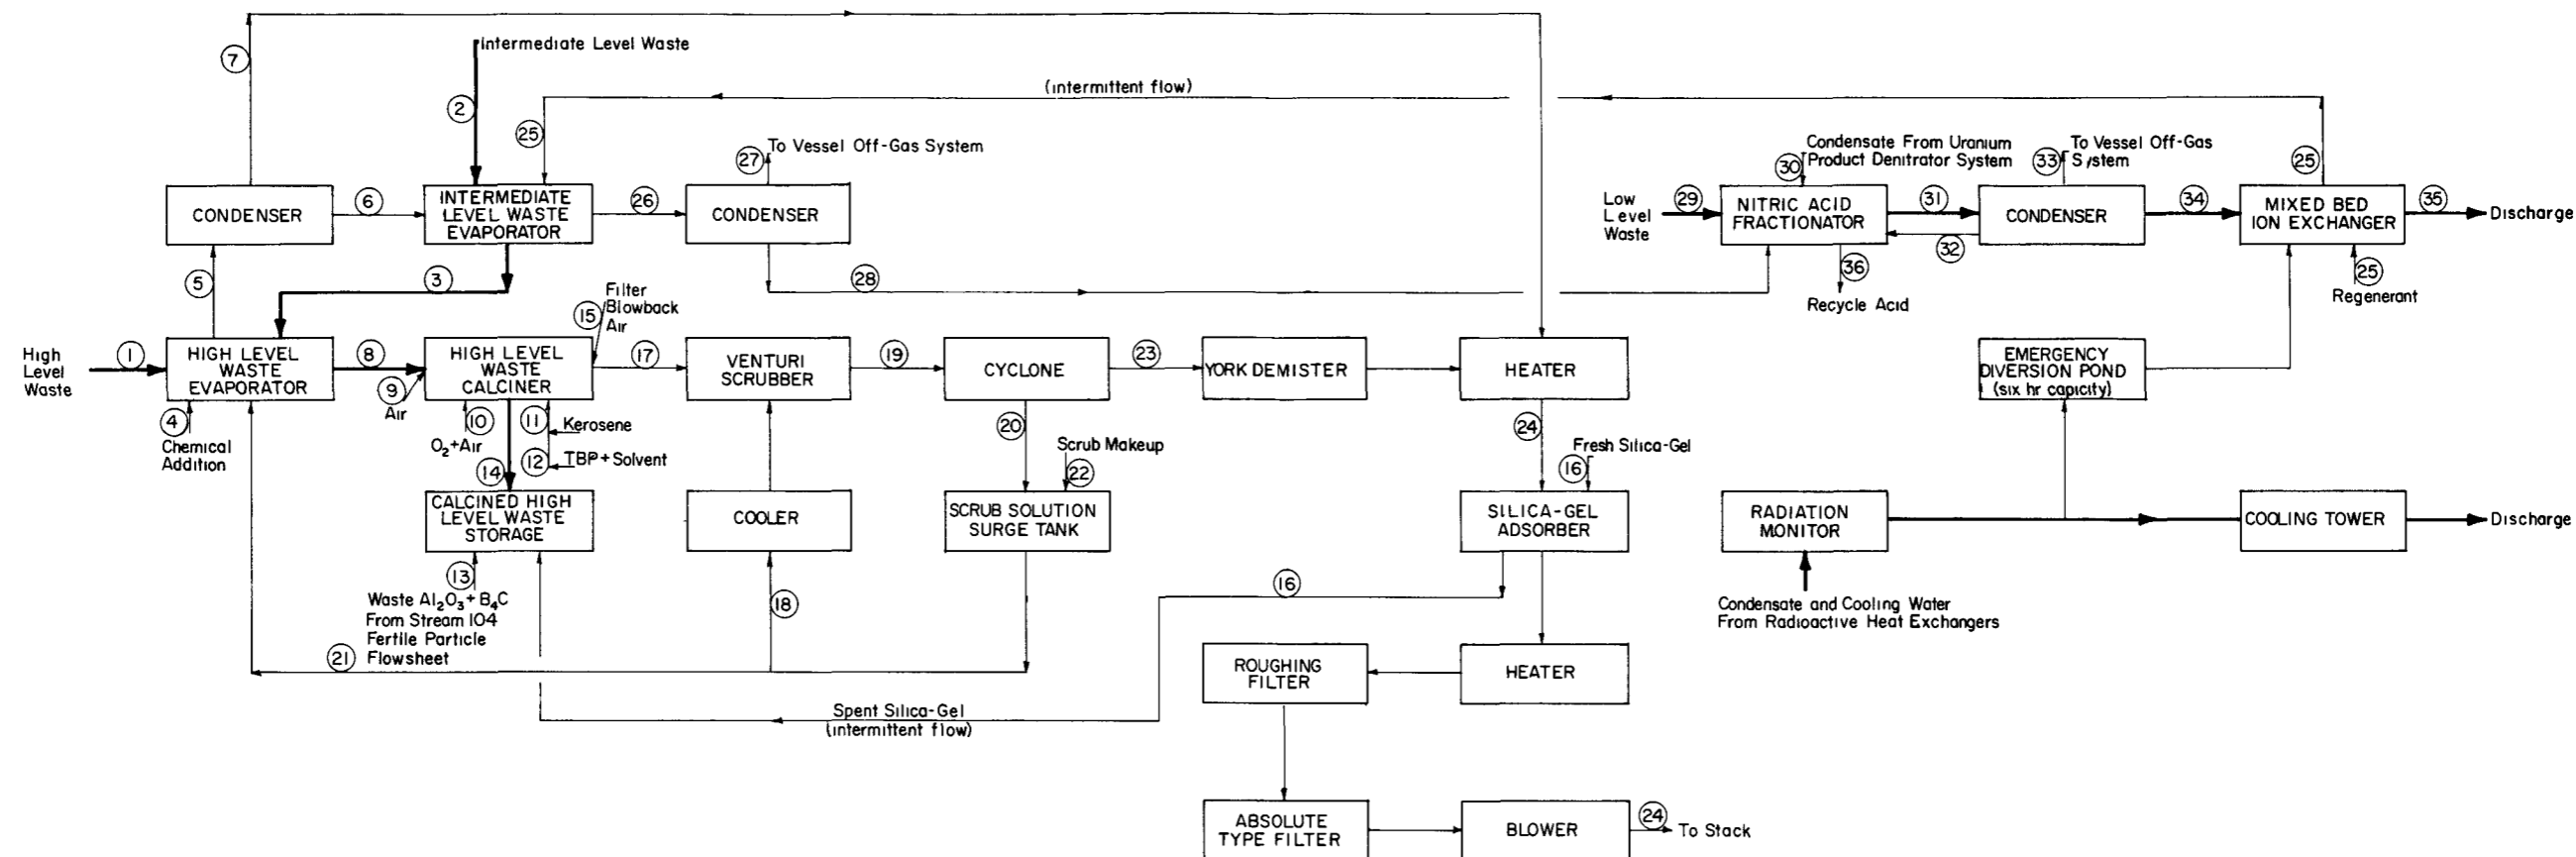 7
Intermediate Level Waste
2
(intermittent flow)
25
27
To Vessel Off-Gas System
30
Condensate From Uranium
Product Denitrator System
33
To Vessel Off-Gas
System
25
CONDENSER
6
INTERMEDIATE
LEVEL WASTE
EVAPORATOR
26
CONDENSER
Low
Level
Waste
29
NITRIC ACID
FRACTIONATOR
31
32
CONDENSER
34
MIXED BED
ION EXCHANGER
35
Discharge
5
3
28
36
Recycle Acid
25
Regenerant
High
Level
Waste
1
HIGH LEVEL
WASTE
EVAPORATOR
8
9
Air
HIGH LEVEL
WASTE
CALCINER
15
Filter
Blowback
Air
17
VENTURI
SCRUBBER
19
CYCLONE
23
YORK DEMISTER
HEATER
EMERGENCY
DIVERSION POND
(six hr capicity)
4
Chemical
Addition
10
O2+Air
11
Kerosene
12
TBP+Solvent
14
20
Scrub Makeup
22
24
Fresh Silica-Gel
16
CALCINED HIGH
LEVEL WASTE
STORAGE
COOLER
SCRUB SOLUTION
SURGE TANK
SILICA-GEL
ADSORBER
RADIATION
MONITOR
COOLING TOWER
Discharge
13
Waste Al2O3+B4C
From Stream 104
Fertile Particle
Flowsheet
18
16
Condensate and Cooling Water
From Radioactive Heat Exchangers
21
Spent Silica-Gel
(intermittent flow)
ROUGHING
FILTER
HEATER
ABSOLUTE
TYPE FILTER
BLOWER
24
To Stack